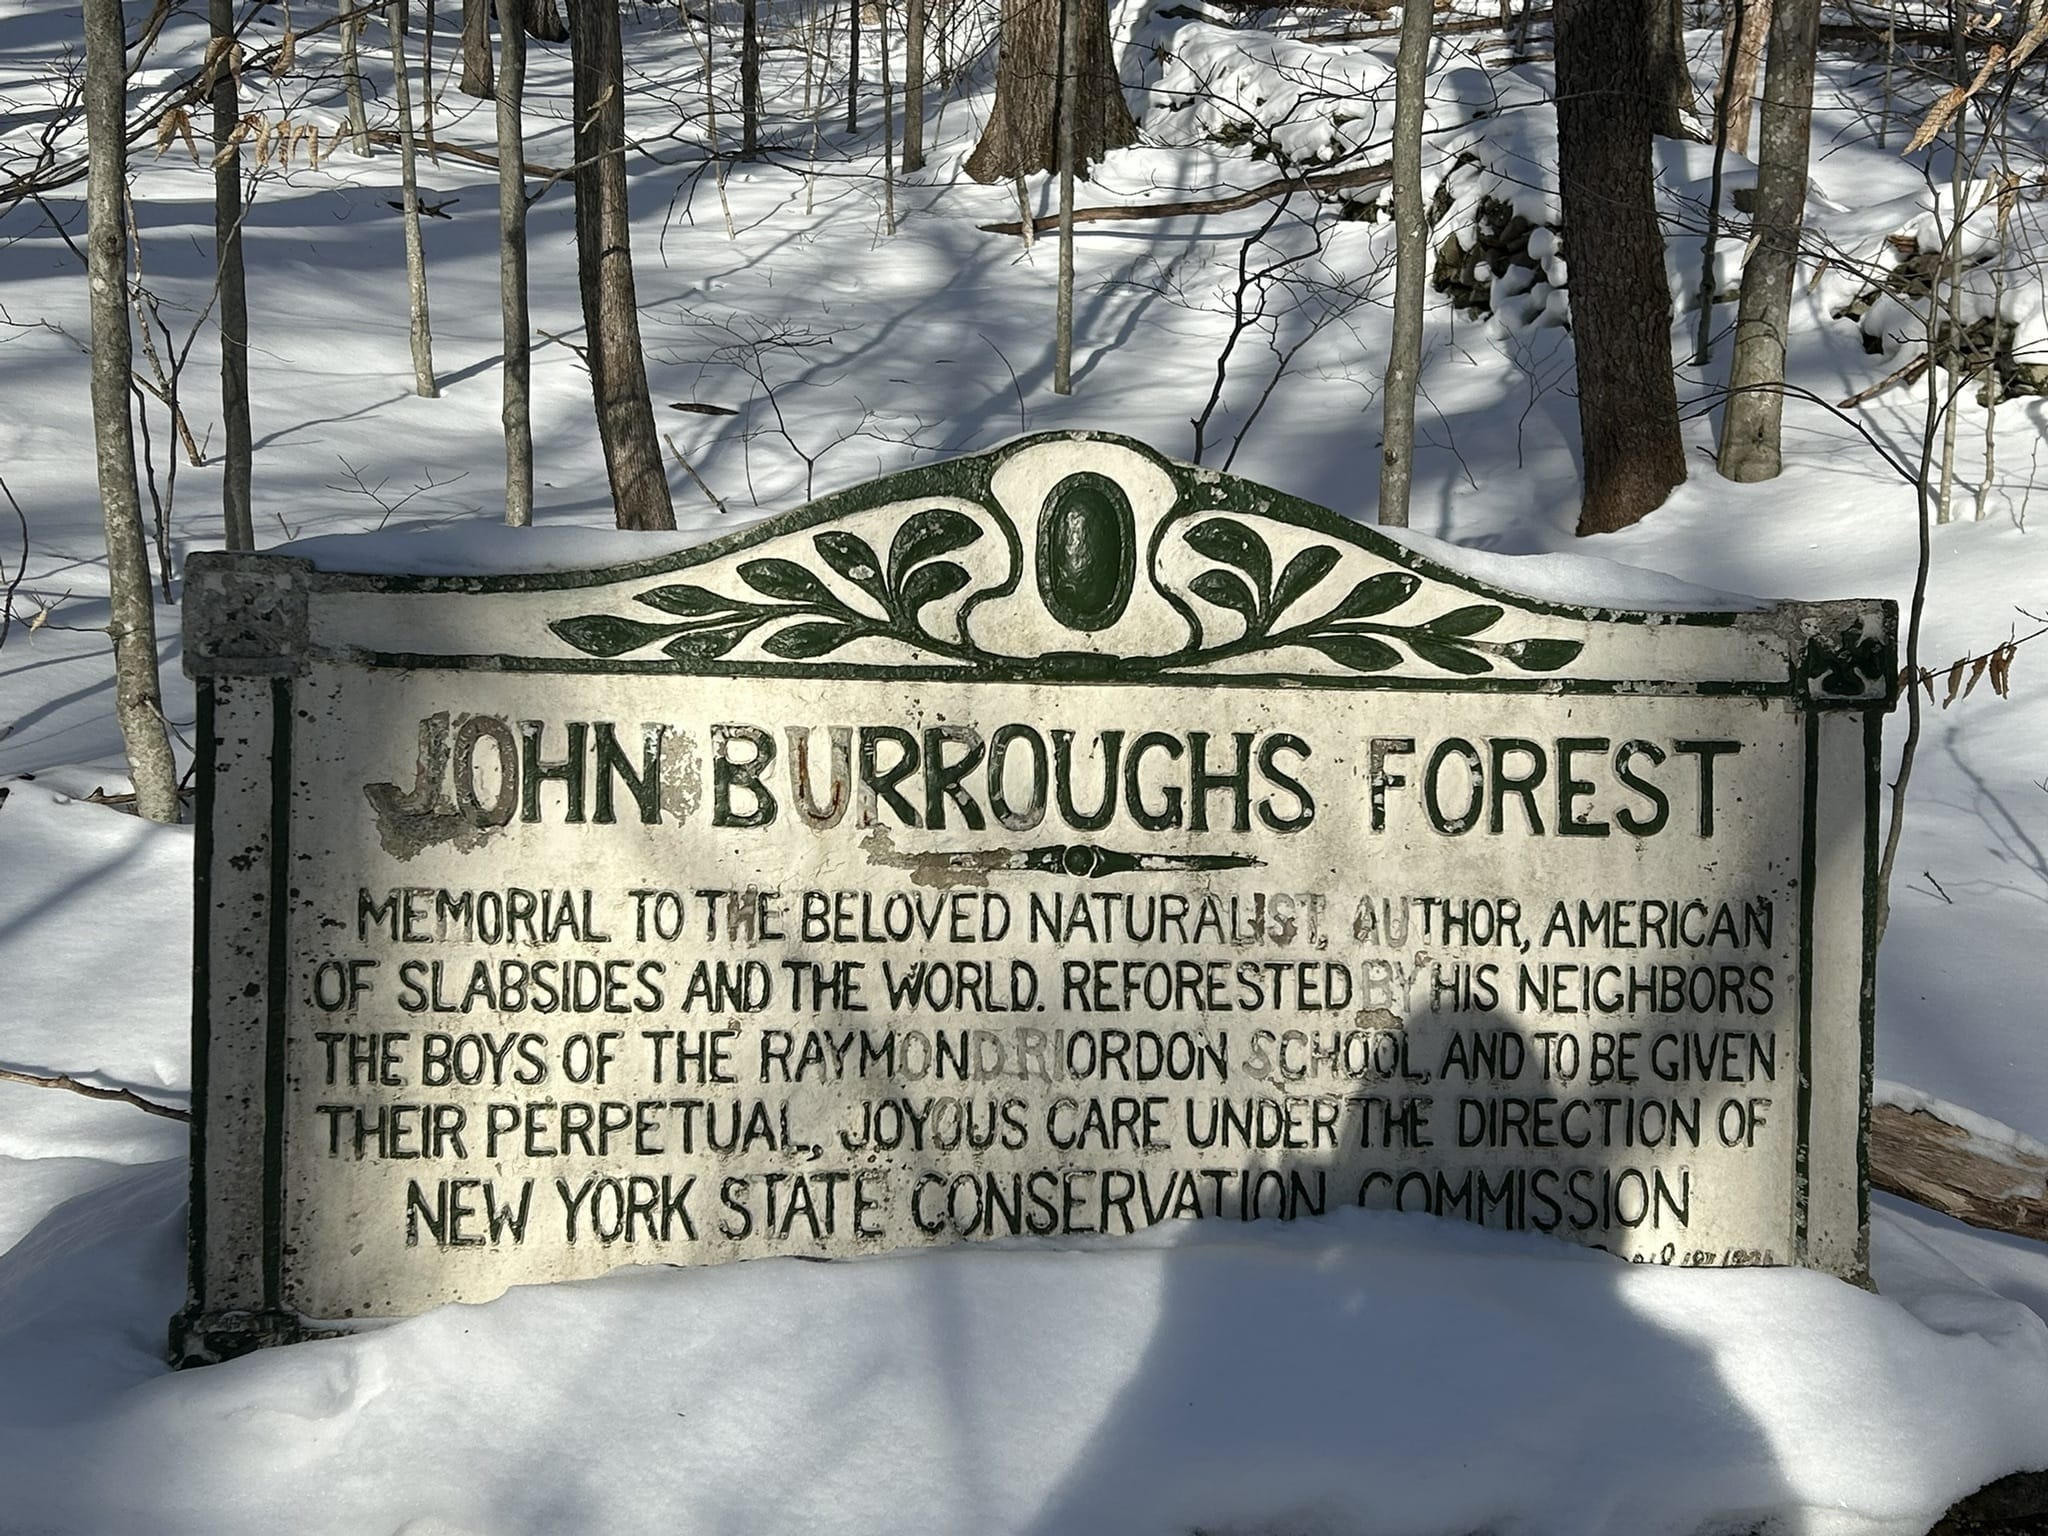 JOHN BURROUGHS FOREST
MEMORIAL TO THE BELOVED NATURALIST, AUTHOR, AMERICAN
OF SLABSIDES AND THE WORLD. REFORESTED BY HIS NEIGHBORS
THE BOYS OF THE RAYMOND RIORDON SCHOOL, AND TO BE GIVEN
THEIR PERPETUAL, JOYOUS CARE UNDER THE DIRECTION OF
NEW YORK STATE CONSERVATION COMMISSION